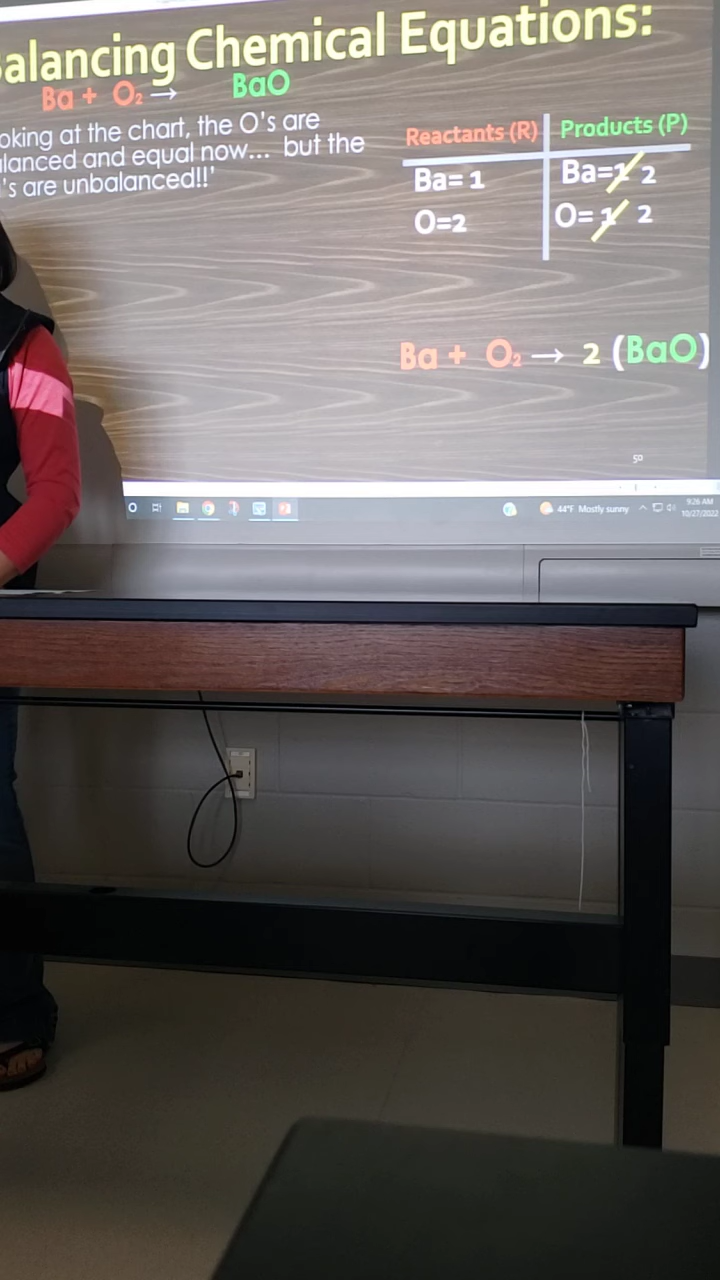 alancing Chemical Equations:
Ba + O₂ → BaO
oking at the chart, the O's are
lanced and equal now... but the
's are unbalanced!!'
Reactants (R) Products (P)
Ba= 1 Ba=1 2
O=2 O= 1 2
Ba + O₂ → 2 (BaO)
50
44°F Mostly sunny
9:26 AM
10/27/2022